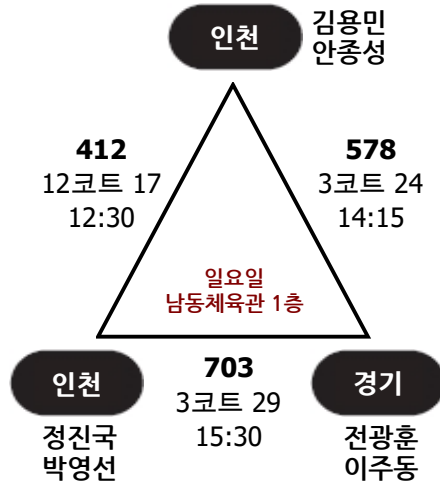 인천
김용민
안종성
412
12코트 17
12:30
578
3코트 24
14:15
일요일
남동체육관 1층
인천
정진국
박영선
703
3코트 29
15:30
경기
전광훈
이주동